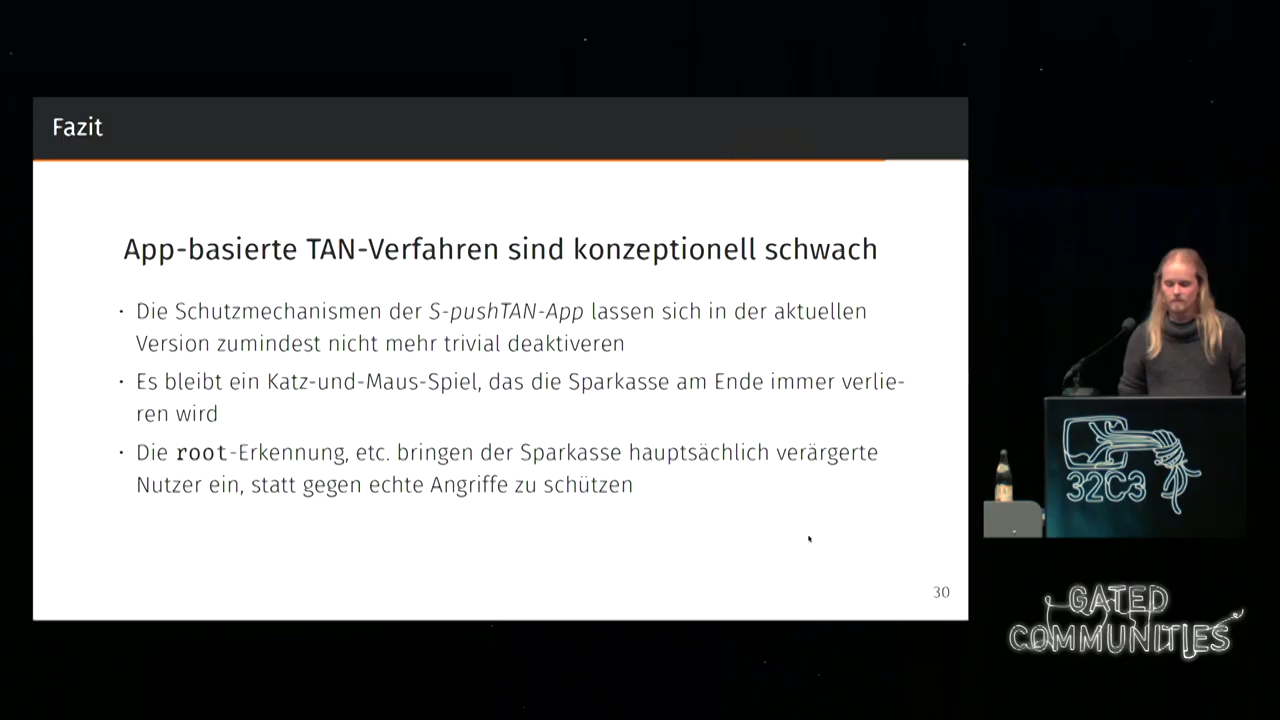 Fazit
App-basierte TAN-Verfahren sind konzeptionell schwach
· Die Schutzmechanismen der S-pushTAN-App lassen sich in der aktuellen
Version zumindest nicht mehr trivial deaktiveren
· Es bleibt ein Katz-und-Maus-Spiel, das die Sparkasse am Ende immer verlie-
ren wird
· Die root-Erkennung, etc. bringen der Sparkasse hauptsächlich verärgerte
Nutzer ein, statt gegen echte Angriffe zu schützen
30
32C3
GATED
COMMUNITIES